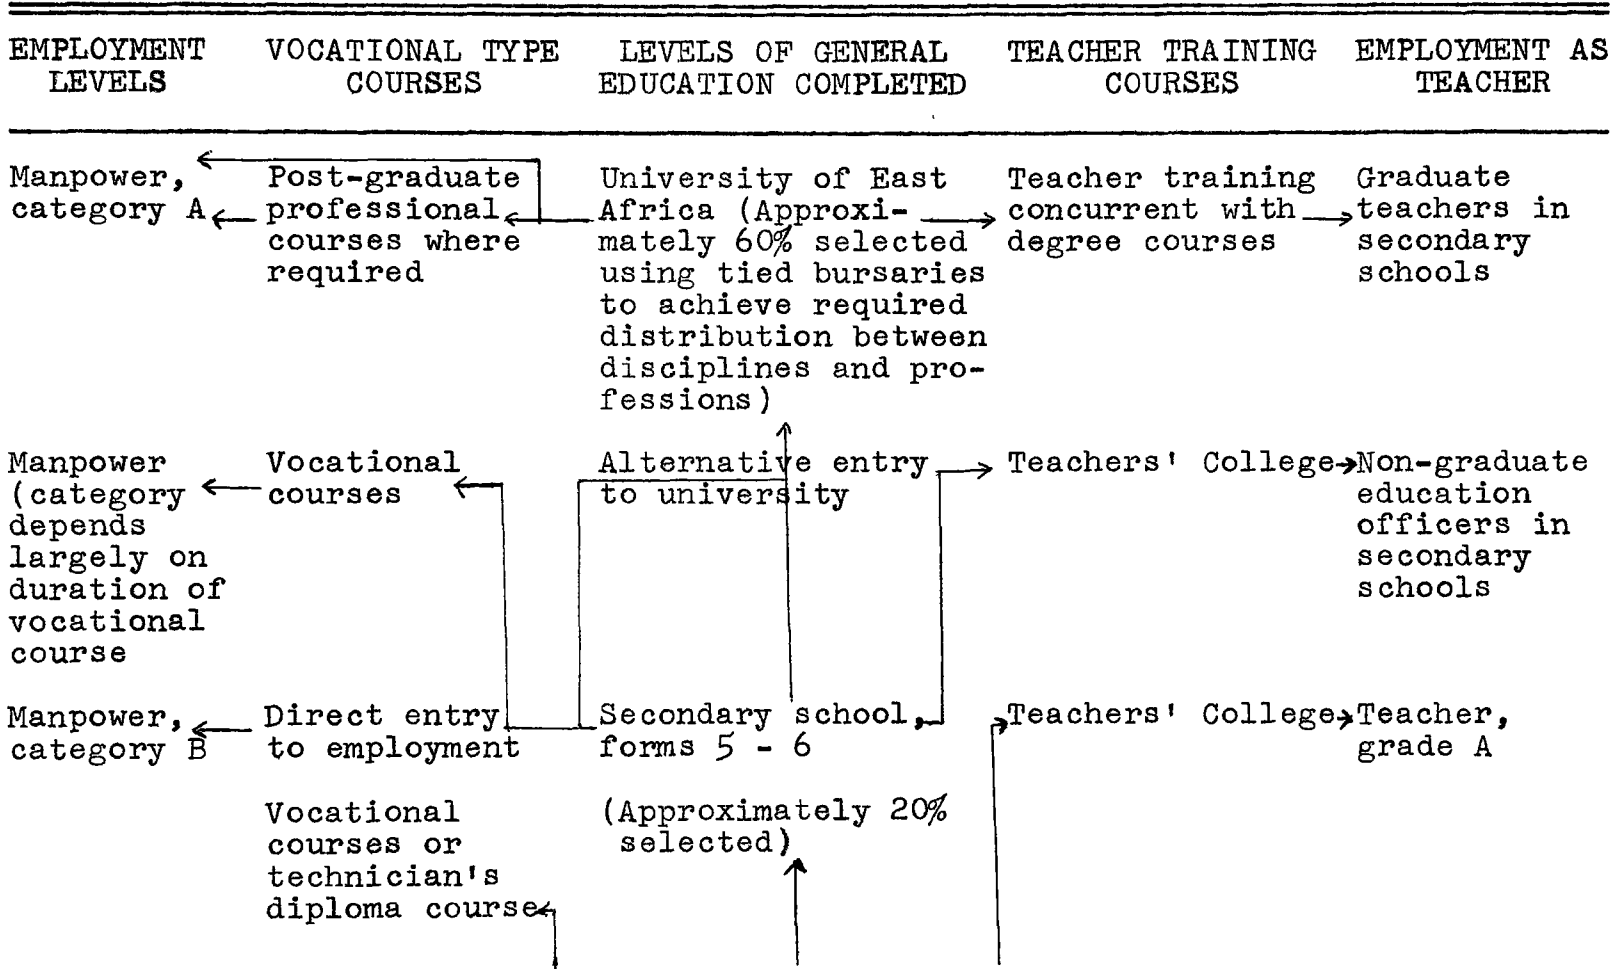 EMPLOYMENT LEVELS
VOCATIONAL TYPE COURSES
LEVELS OF GENERAL EDUCATION COMPLETED
TEACHER TRAINING COURSES
EMPLOYMENT AS TEACHER
Manpower,
category A
Post-graduate
professional
courses where
required
University of East
Africa (Approxi-
mately 60% selected
using tied bursaries
to achieve required
distribution between
disciplines and pro-
fessions)
Teacher training
concurrent with
degree courses
Graduate
teachers in
secondary
schools
Manpower
(category
depends
largely on
duration of
vocational
course
Vocational
courses
Alternative entry
to university
Teachers' College
Non-graduate
education
officers in
secondary
schools
Manpower,
category B
Direct entry
to employment
Secondary school,
forms 5 - 6
Teachers' College
Teacher,
grade A
Vocational
courses or
technician's
diploma course
(Approximately 20%
selected)